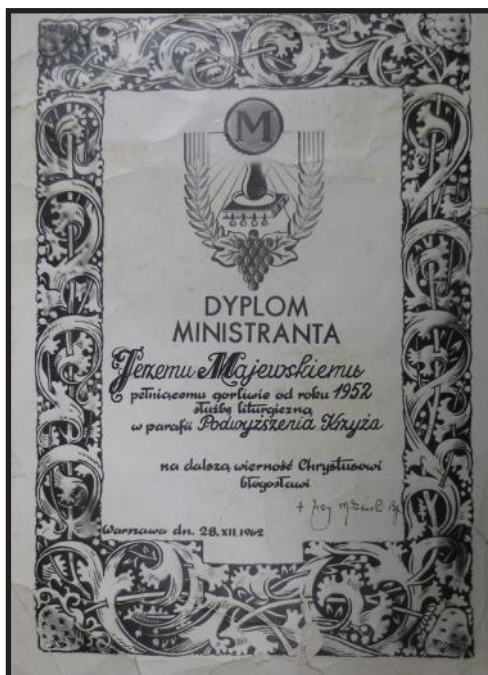 M
DYPLOM
MINISTRANTA
Jerzemu Majewskiemu
pełniącemu gorliwie od roku 1952
służbę liturgiczną
w parafii Podwyższenia Krzyża
na dalszą wierność Chrystusowi
błogosławi
Warszawa dn. 28.XII.1962